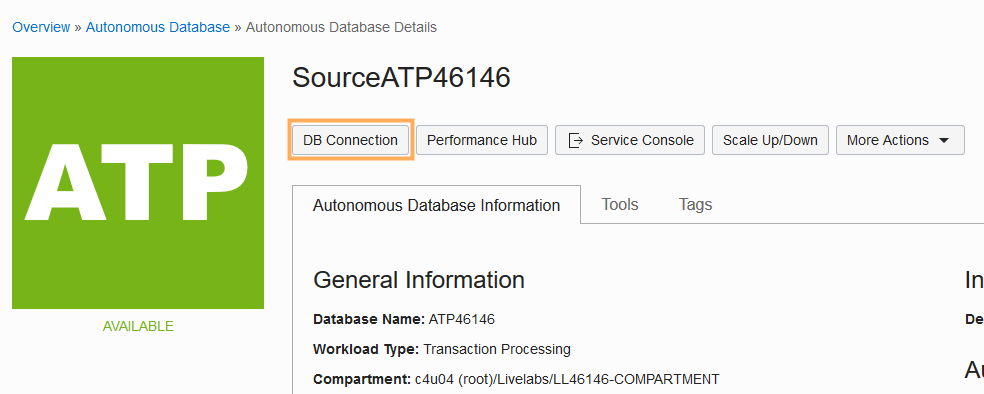 Overview » Autonomous Database » Autonomous Database Details
ATP
AVAILABLE
SourceATP46146
DB Connection Performance Hub Service Console Scale Up/Down More Actions
Autonomous Database Information Tools Tags
General Information
Database Name: ATP46146
Workload Type: Transaction Processing
Compartment: c4u04 (root)/Livelabs/LL46146-COMPARTMENT
In
De